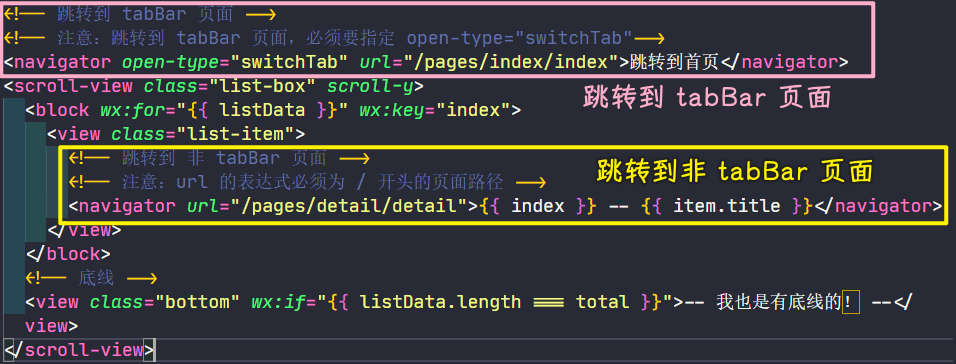 <!-- 跳转到 tabBar 页面 -->
<!-- 注意：跳转到 tabBar 页面，必须要指定 open-type="switchTab"-->
<navigator open-type="switchTab" url="/pages/index/index">跳转到首页</navigator>
<scroll-view class="list-box" scroll-y>
跳转到 tabBar 页面
<block wx:for="{{ listData }}" wx:key="index">
<view class="list-item">
<!-- 跳转到 非 tabBar 页面 -->
跳转到非 tabBar 页面
<!-- 注意：url 的表达式必须为 / 开头的页面路径 -->
<navigator url="/pages/detail/detail">{{ index }} -- {{ item.title }}</navigator>
</view>
</block>
<!-- 底线 -->
<view class="bottom" wx:if="{{ listData.length === total }}">-- 我也是有底线的！ --</
view>
</scroll-view>